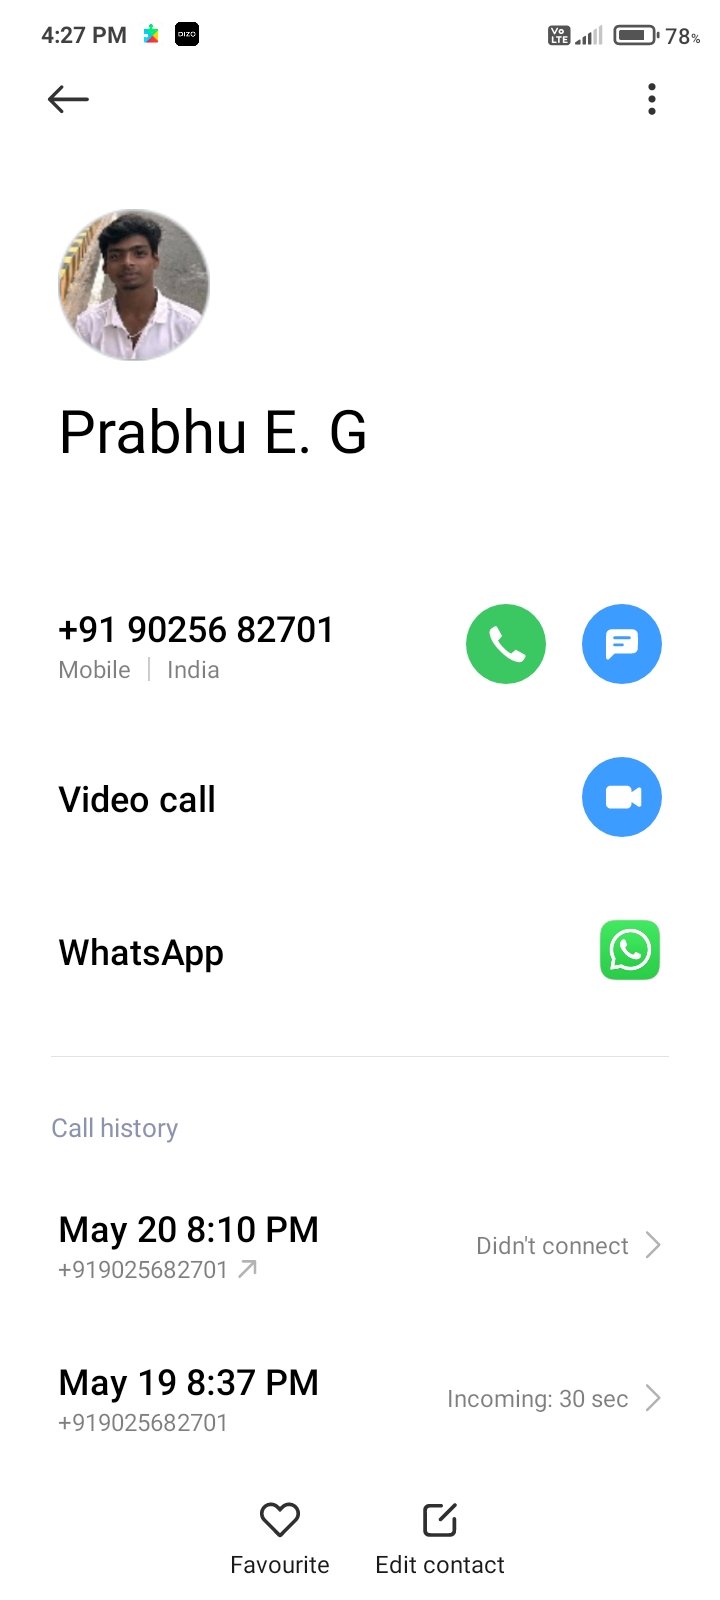 4:27 PM
DIZO
Vo
LTE
78%
Prabhu E. G
+91 90256 82701
Mobile
India
Video call
WhatsApp
Call history
May 20 8:10 PM
+919025682701
Didn't connect
May 19 8:37 PM
+919025682701
Incoming: 30 sec
Favourite
Edit contact